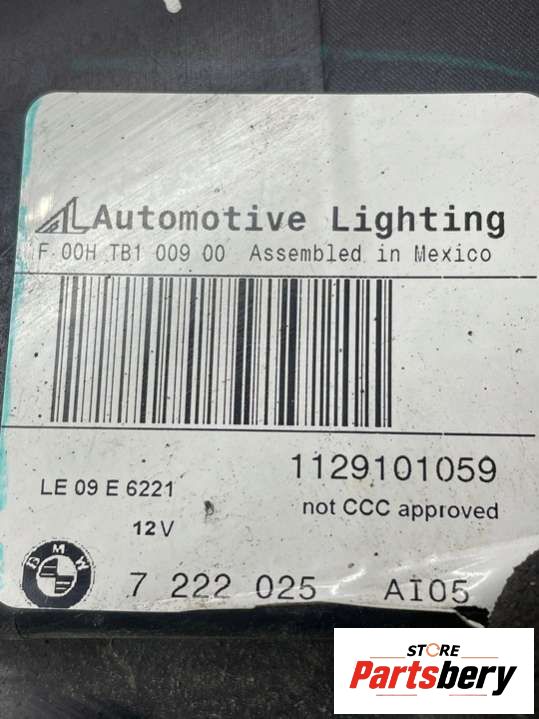 AL Automotive Lighting
F 00H TB1 009 00 Assembled in Mexico
1129101059
LE 09 E 6221
not CCC approved
12V
BMW
7 222 025 AI05
STORE
Partsbery